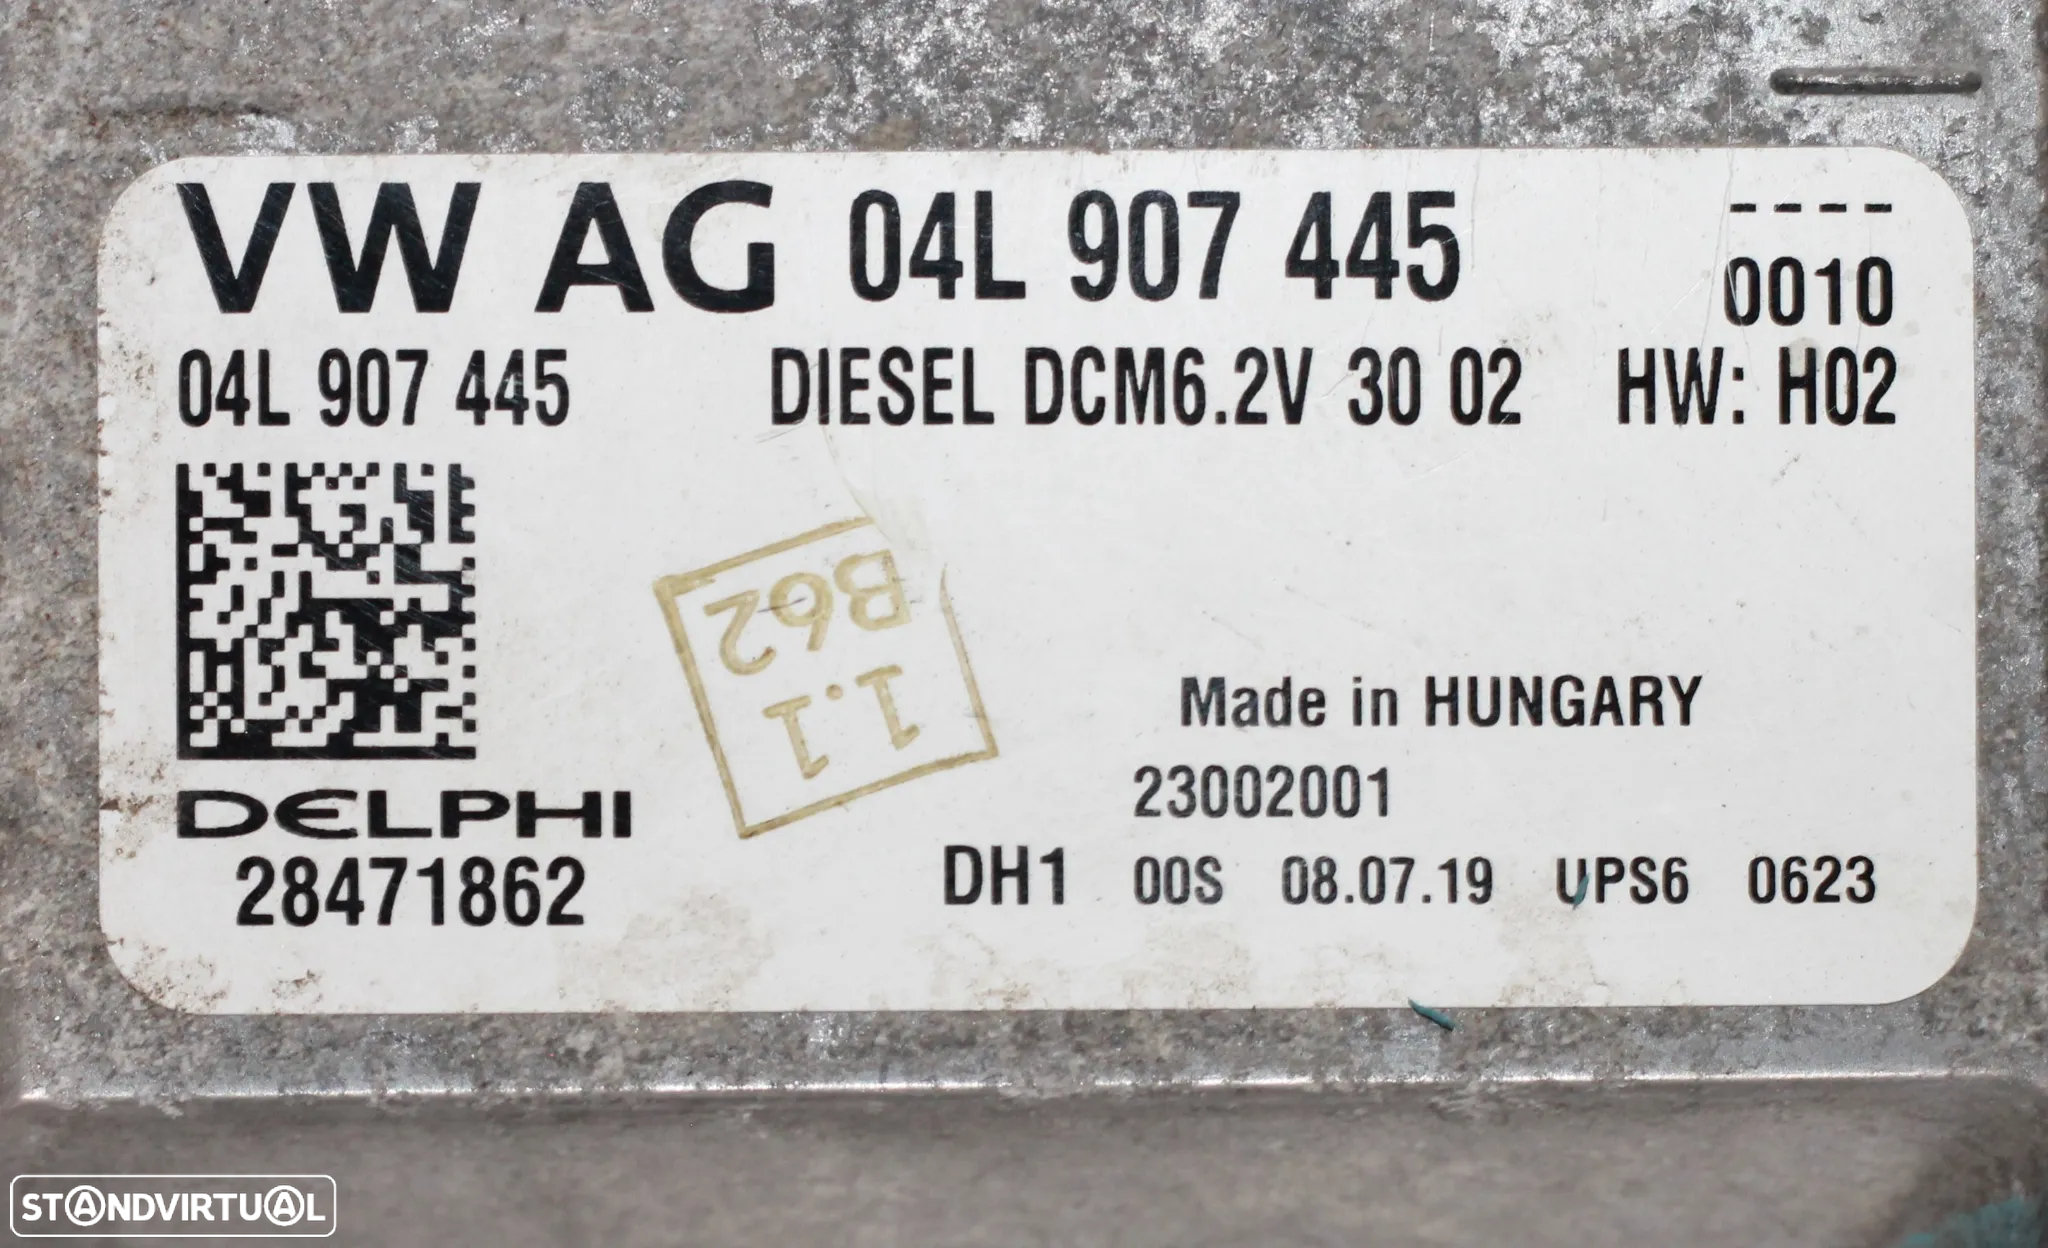 VW AG 04L 907 445 ----
0010
04L 907 445 DIESEL DCM6.2V 30 02 HW: H02
B62
1.1
Made in HUNGARY
23002001
DELPHI
28471862
DH1 00S 08.07.19 UPS6 0623
STANDVIRTUAL